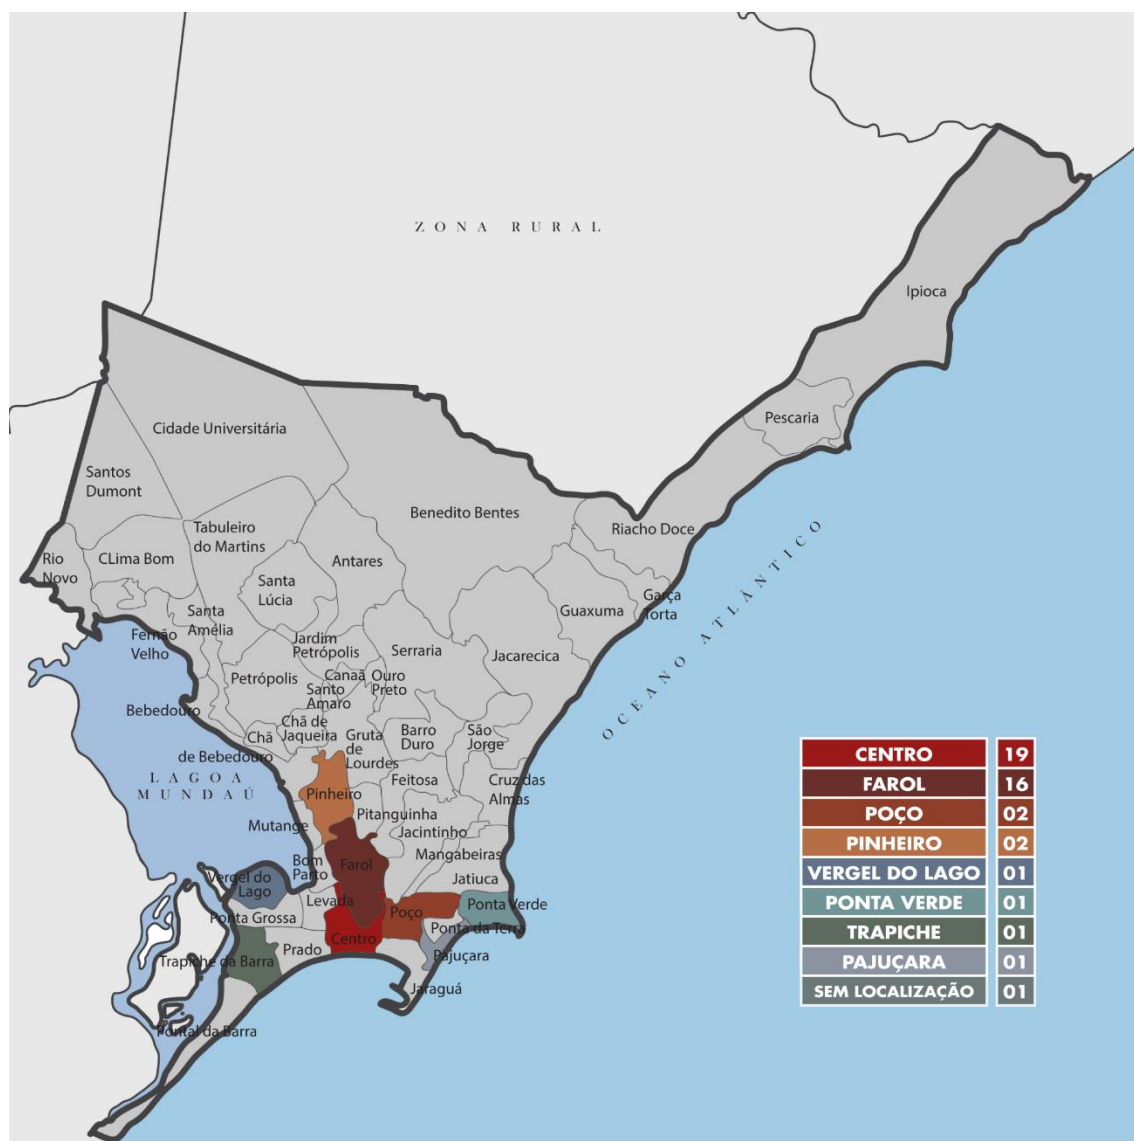 ZONA RURAL
Ipioca
Pescaria
Cidade Universitária
Santos
Dumont
Benedito Bentes
Tabuleiro
do Martins
Riacho Doce
CLima Bom
Rio
Novo
Antares
Santa
Lúcia
Garça
Torta
Guaxuma
OCEANO ATLÂNTICO
Santa
Amélia
Fernão
Velho
Jardim
Petrópolis
Serraria
Jacarecica
Petrópolis
Canaã
Ouro
Preto
Santo
Amaro
Bebedouro
Chã de
Jaqueira
Chã
de Bebedouro
Gruta
de
Lourdes
Barro
Duro
São
Jorge
LAGOA
MUNDAÚ
Feitosa
Cruz das
Almas
Pinheiro
Pitanguinha
Mutange
Jacintinho
Mangabeiras
Bom
Parto
Farol
Jatiuca
Vergel do
Lago
Levada
Ponta Verde
Poço
Ponta Grossa
Ponta da Terra
Centro
Prado
Pajuçara
Trapiche da Barra
Jaraguá
Pontal da Barra
CENTRO 19
FAROL 16
POÇO 02
PINHEIRO 02
VERGEL DO LAGO 01
PONTA VERDE 01
TRAPICHE 01
PAJUÇARA 01
SEM LOCALIZAÇÃO 01